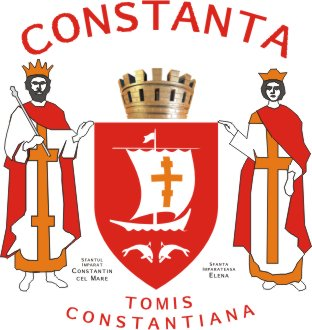 CONSTANTA
SFANTUL
IMPARAT
CONSTANTIN
CEL MARE
SFANTA
IMPARATEASA
ELENA
TOMIS
CONSTANTIANA